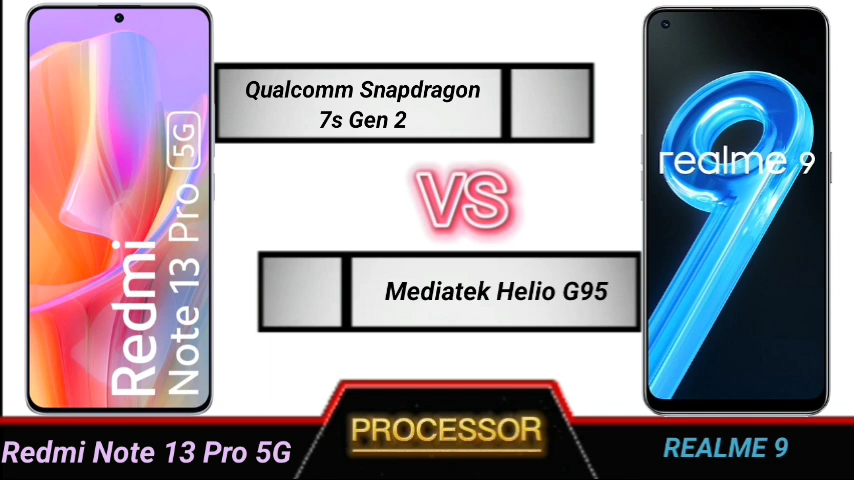 Redmi
Note 13 Pro 5G
Qualcomm Snapdragon
7s Gen 2
VS
Mediatek Helio G95
realme 9
PROCESSOR
Redmi Note 13 Pro 5G
REALME 9